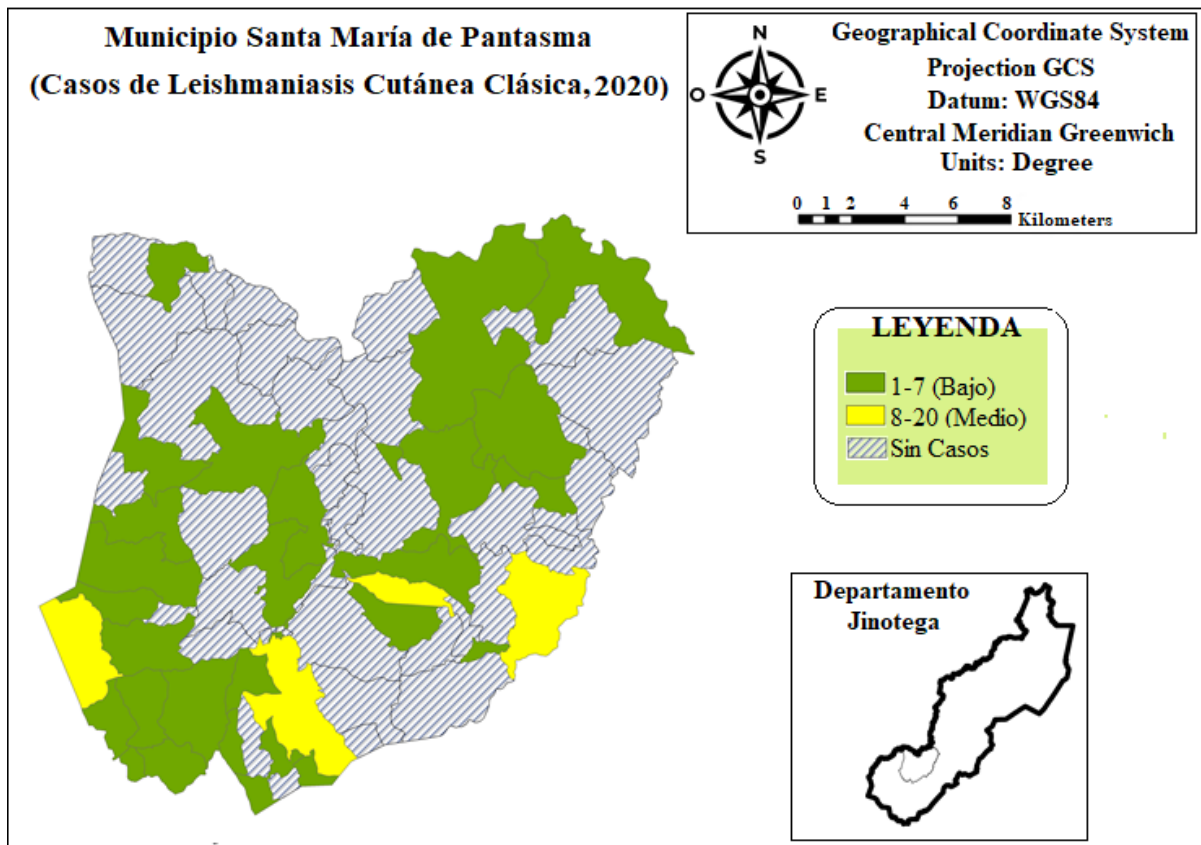 Municipio Santa María de Pantasma
(Casos de Leishmaniasis Cutánea Clásica, 2020)
N
O
E
S
Geographical Coordinate System
Projection GCS
Datum: WGS84
Central Meridian Greenwich
Units: Degree
0 1 2 4 6 8
Kilometers
LEYENDA
1-7 (Bajo)
8-20 (Medio)
Sin Casos
Departamento
Jinotega